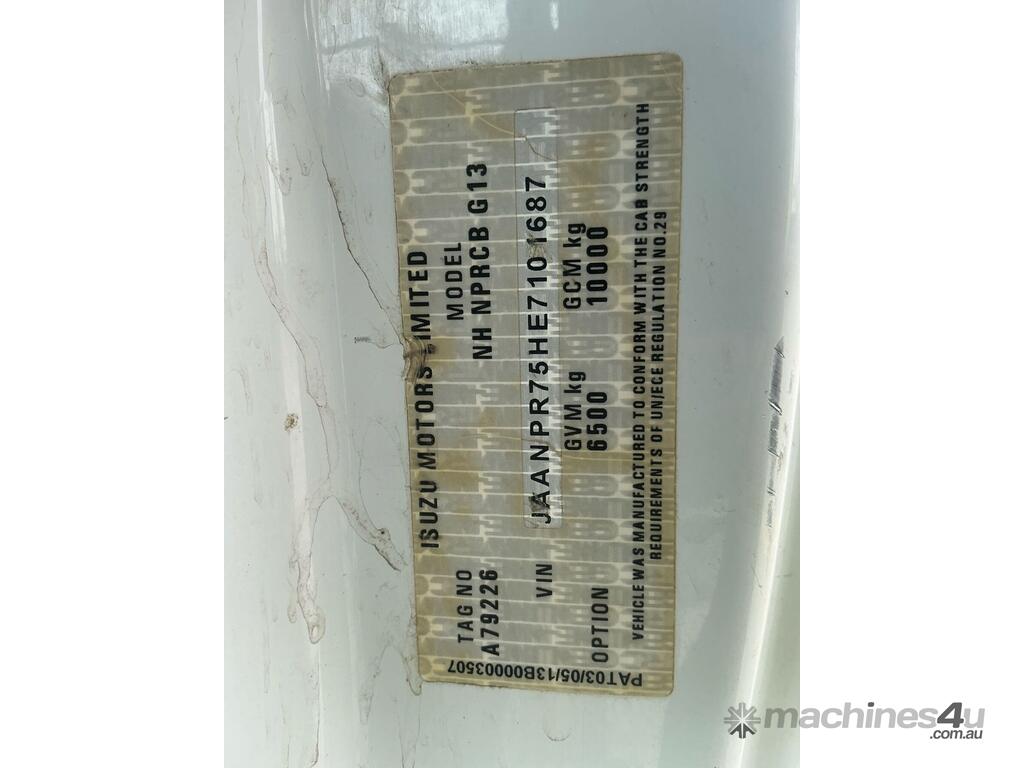 ISUZU MOTORS LIMITED
TAG NO MODEL
A79226 NH NPRCB G13
VIN JAANPR75HE7101687
GVM kg GCM kg
OPTION 6500 10000
VEHICLE WAS MANUFACTURED TO CONFORM WITH THE CAB STRENGTH
REQUIREMENTS OF UN/ECE REGULATION NO.29
PAT03/05/13B00003507
machines4u
.com.au